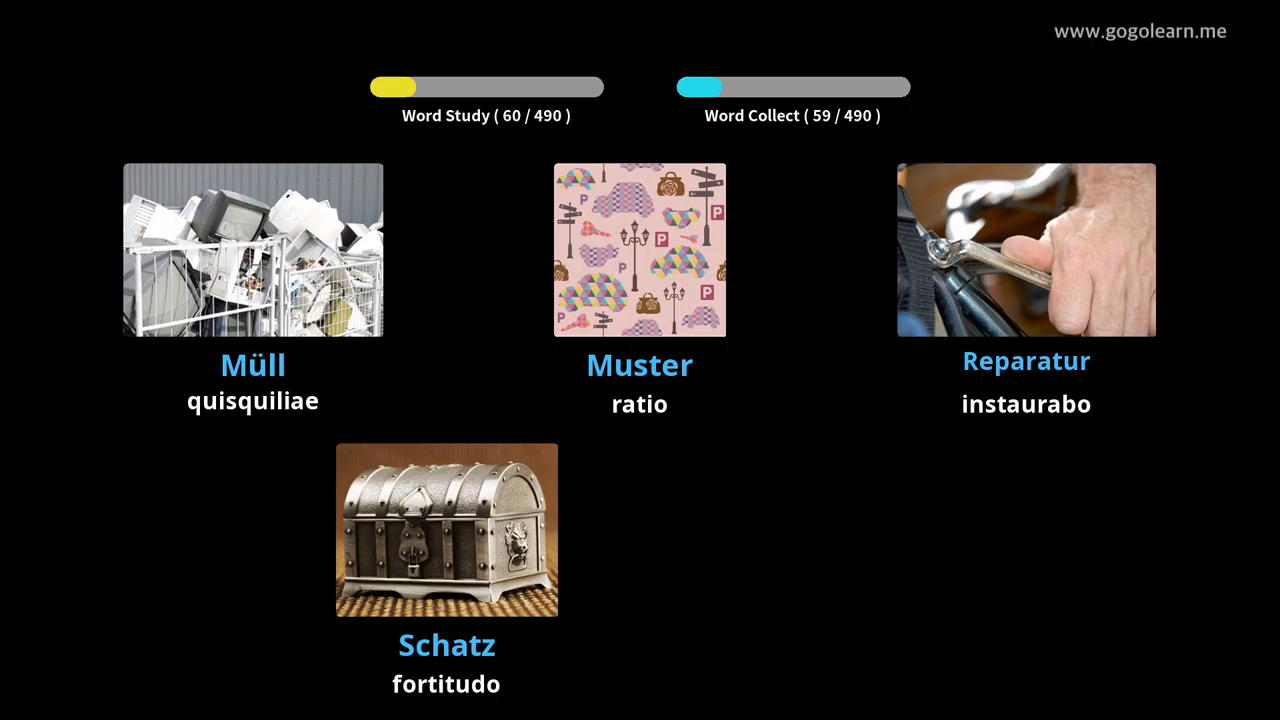 www.gogolearn.me
Word Study ( 60 / 490 )
Word Collect ( 59 / 490 )
P
P
P
P
P
P
Müll
Muster
Reparatur
quisquiliae
ratio
instaurabo
Schatz
fortitudo